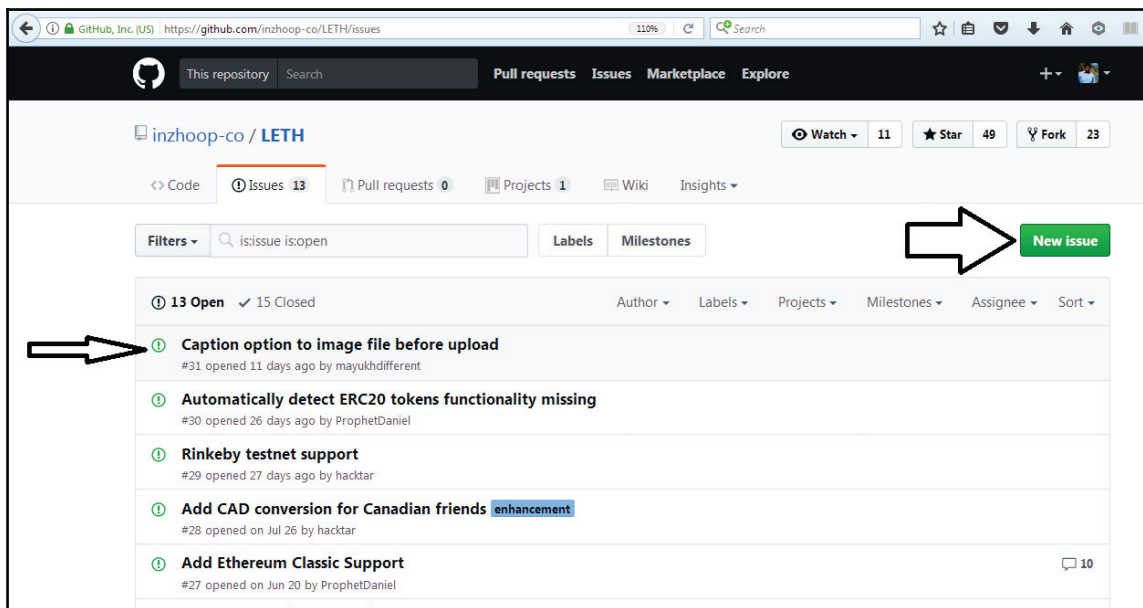 GitHub, Inc. (US) https://github.com/inzhoop-co/LETH/issues 110% Search
This repository Search Pull requests Issues Marketplace Explore
inzhoop-co / LETH Watch 11 Star 49 Fork 23
Code Issues 13 Pull requests 0 Projects 1 Wiki Insights
Filters is:issue is:open Labels Milestones New issue
13 Open 15 Closed Author Labels Projects Milestones Assignee Sort
Caption option to image file before upload
#31 opened 11 days ago by mayukhdifferent
Automatically detect ERC20 tokens functionality missing
#30 opened 26 days ago by ProphetDaniel
Rinkeby testnet support
#29 opened 27 days ago by hacktar
Add CAD conversion for Canadian friends enhancement
#28 opened on Jul 26 by hacktar
Add Ethereum Classic Support 10
#27 opened on Jun 20 by ProphetDaniel